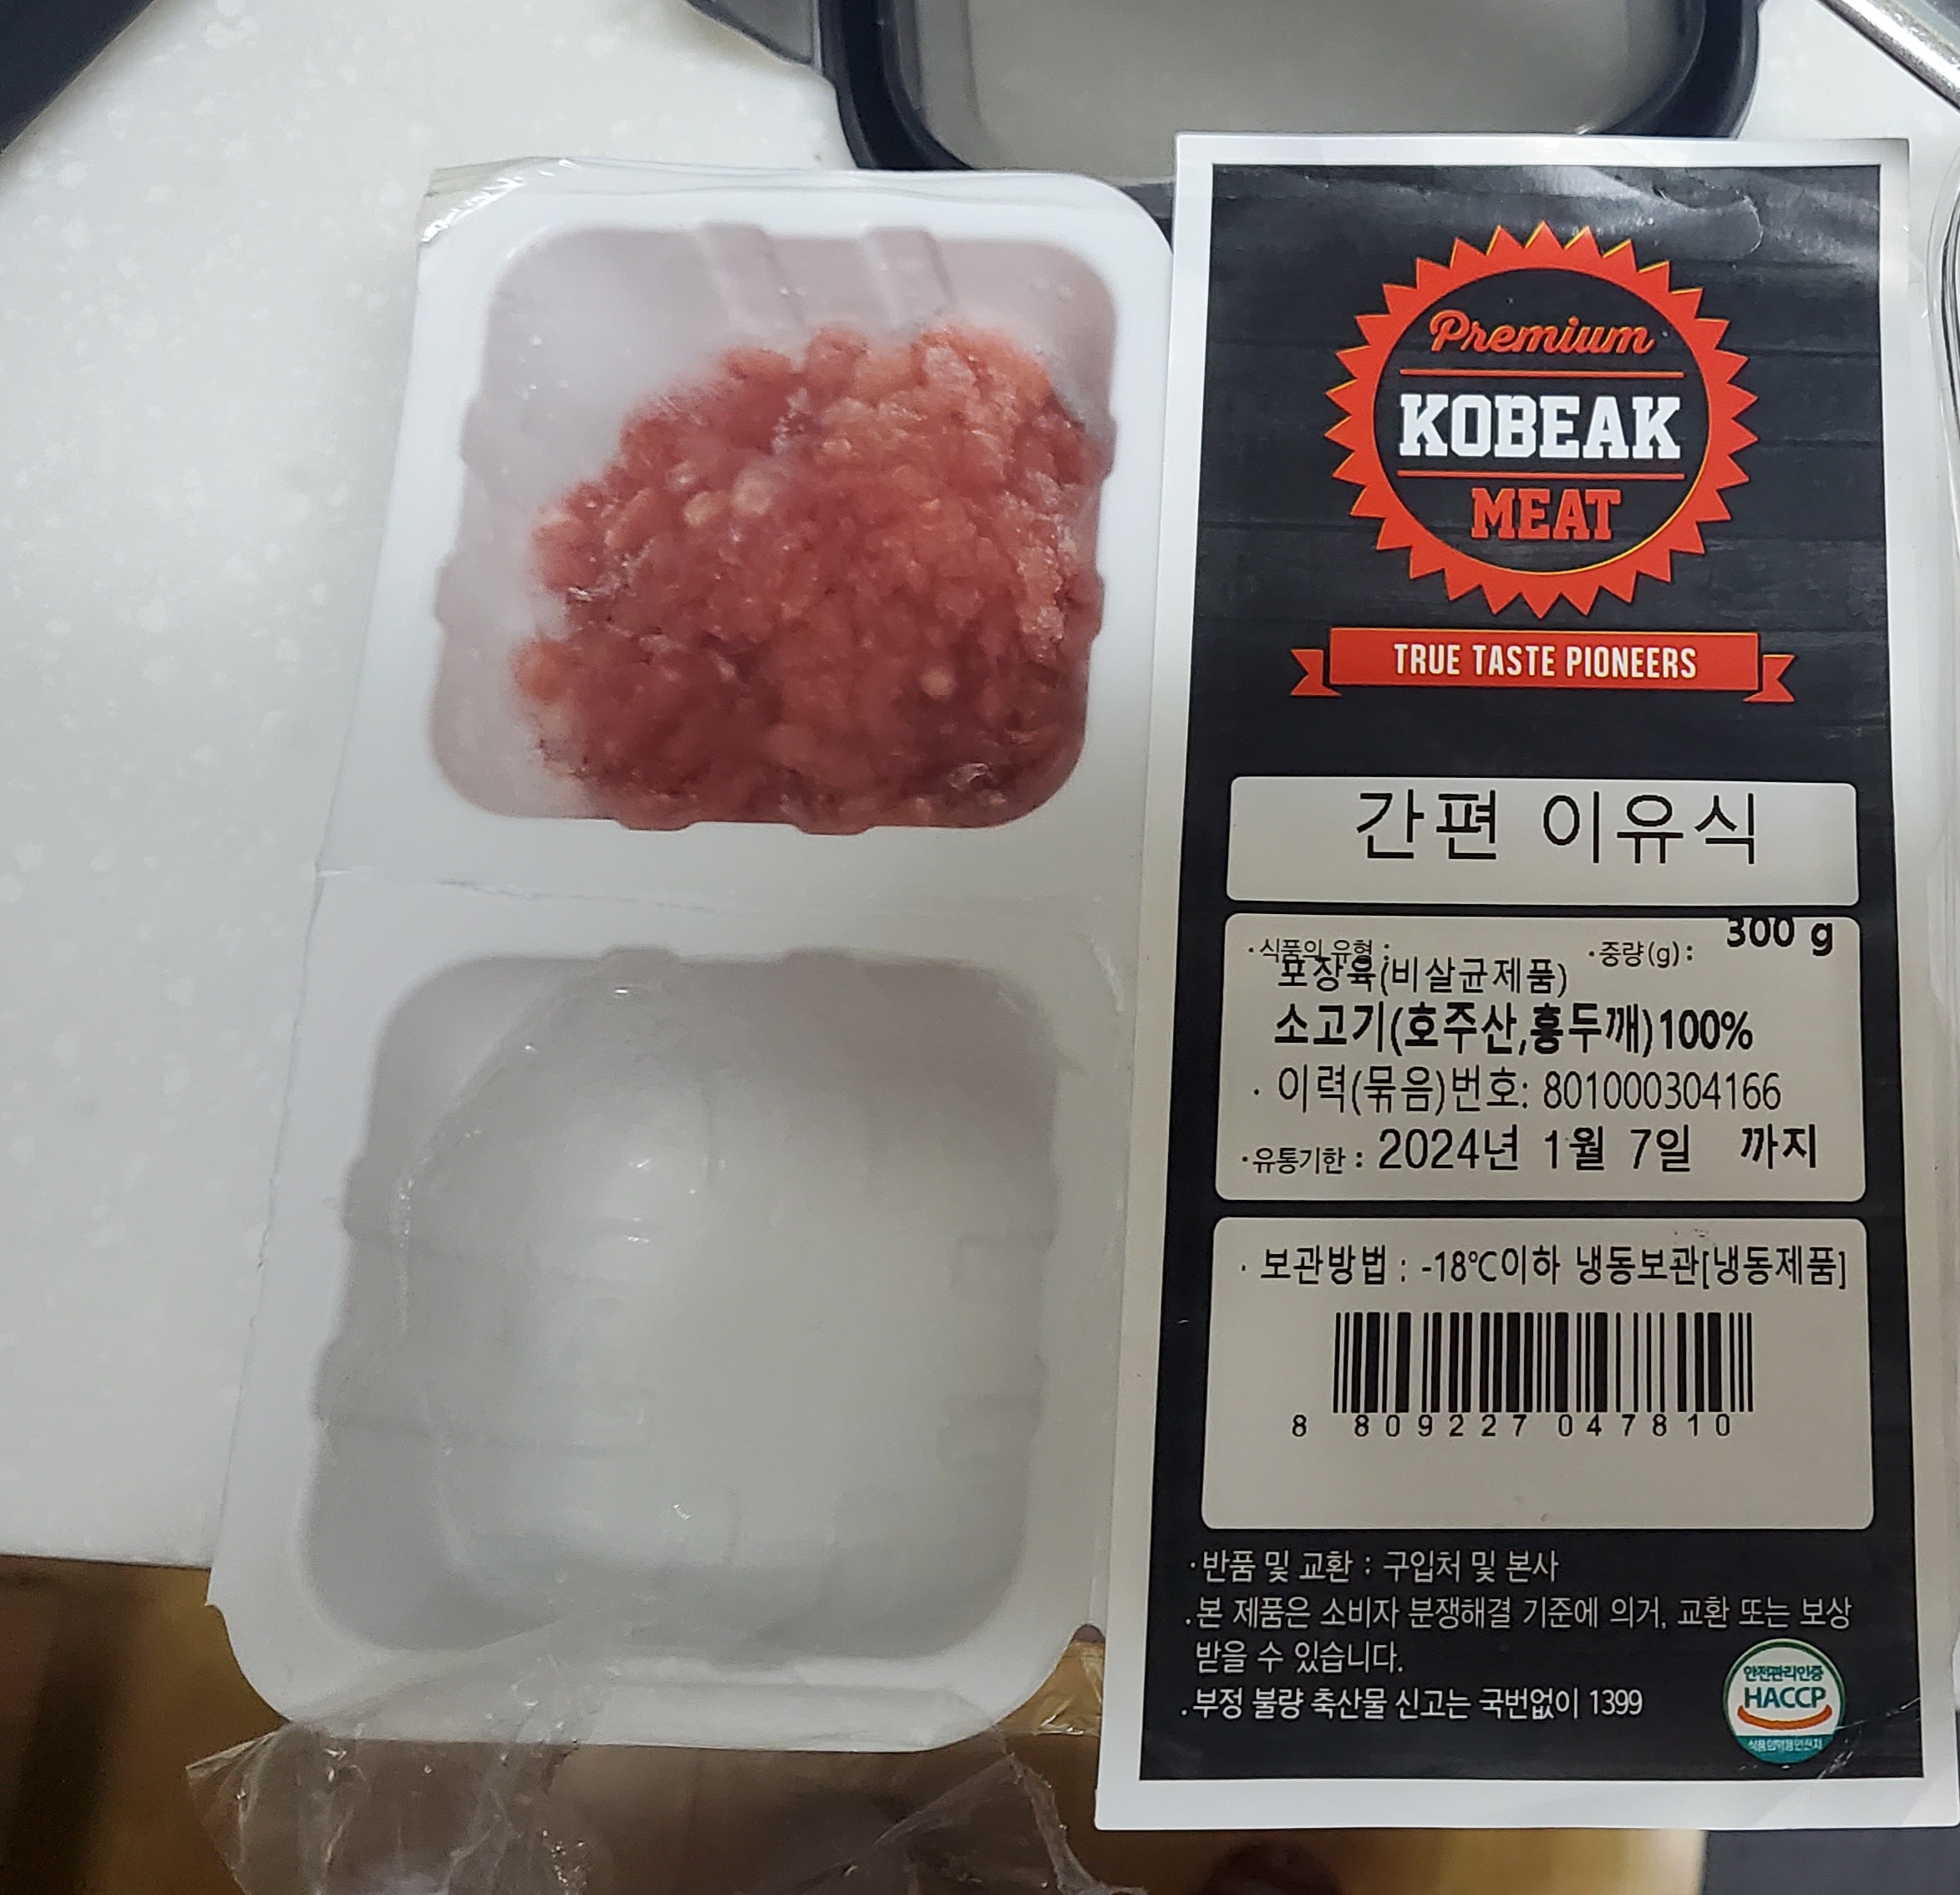 Premium
KOBEAK
MEAT
TRUE TASTE PIONEERS
간편 이유식
·식품의 유형 : ·중량(g): 300 g
포장육(비살균제품)
소고기(호주산,홍두깨)100%
· 이력(묶음)번호: 801000304166
·유통기한 : 2024년 1월 7일 까지
· 보관방법 : -18℃이하 냉동보관[냉동제품]
8 809227 047810
·반품 및 교환 : 구입처 및 본사
.본 제품은 소비자 분쟁해결 기준에 의거, 교환 또는 보상
받을 수 있습니다.
.부정 불량 축산물 신고는 국번없이 1399
안전관리인증
HACCP